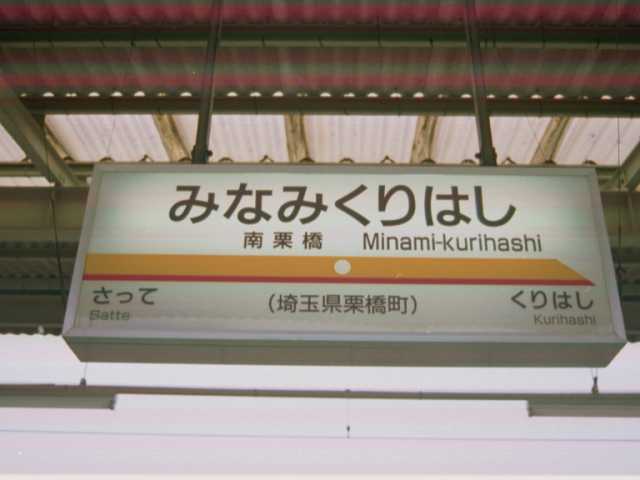 みなみくりはし
南栗橋 Minami-kurihashi
さって
Satte
（埼玉県栗橋町）
くりはし
Kurihashi